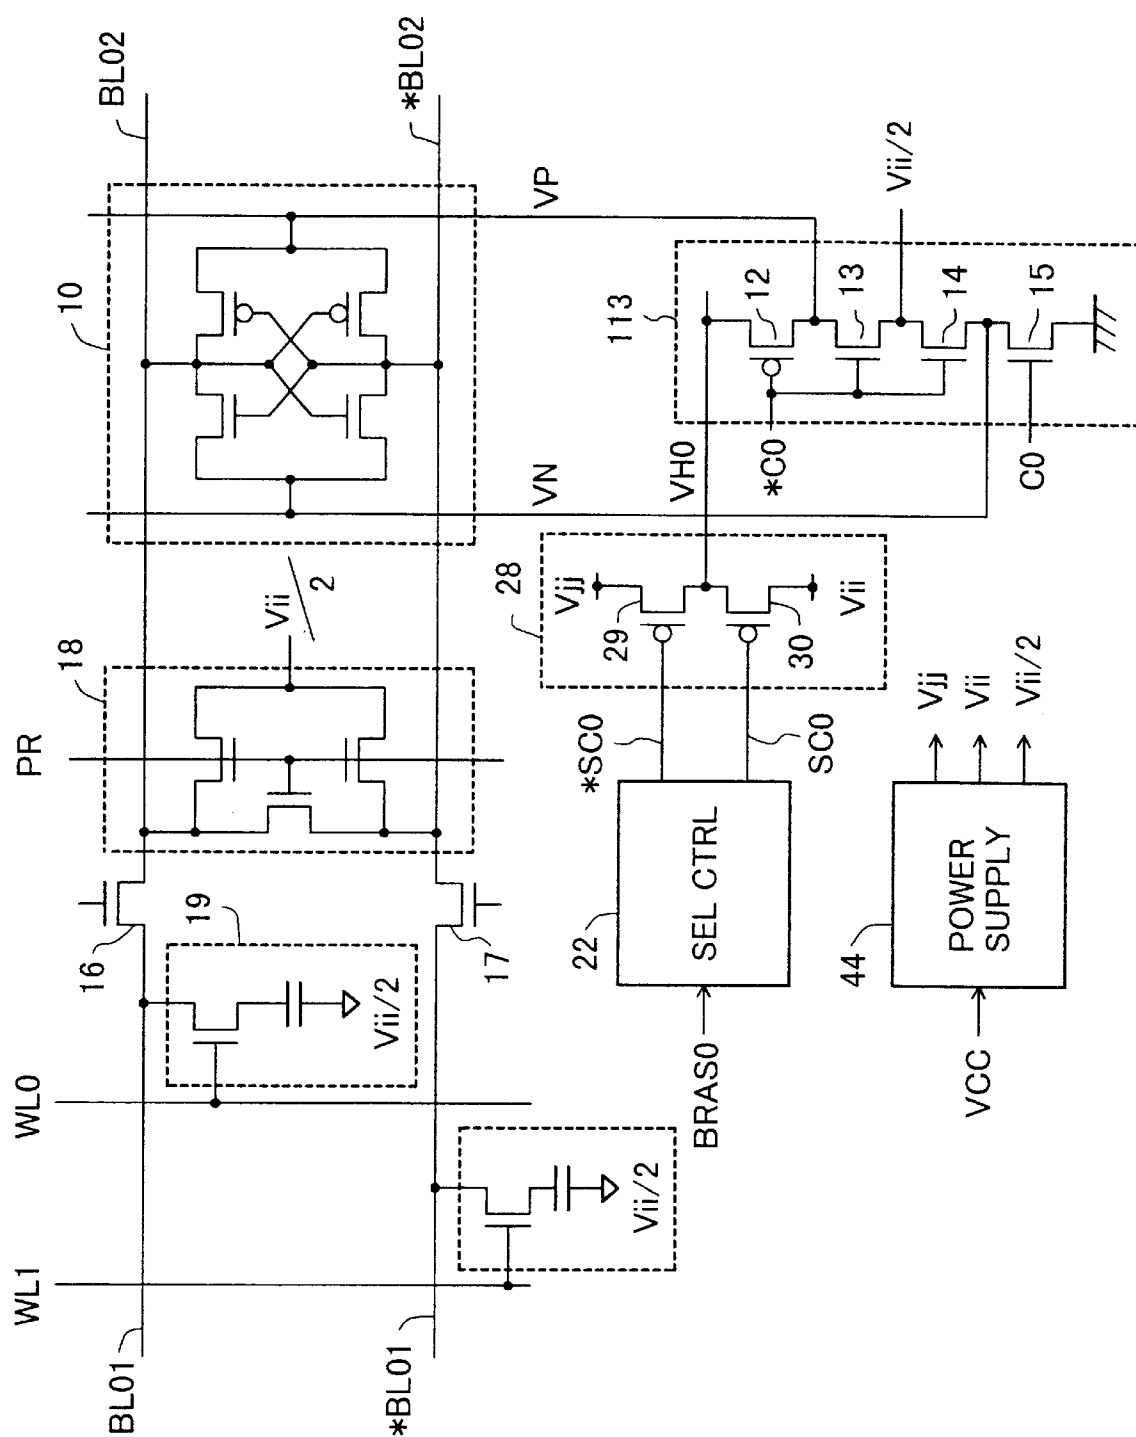 BL02
*BL02
10
VP
VN
Vii/2
18
PR
16
17
19
Vii/2
WL0
Vii/2
WL1
BL01
*BL01
113
12
13
14
15
Vii/2
*C0
C0
VH0
28
Vjj
29
30
Vii
*SC0
SC0
22
SEL CTRL
BRAS0
44
POWER
SUPPLY
VCC
Vjj
Vii
Vii/2